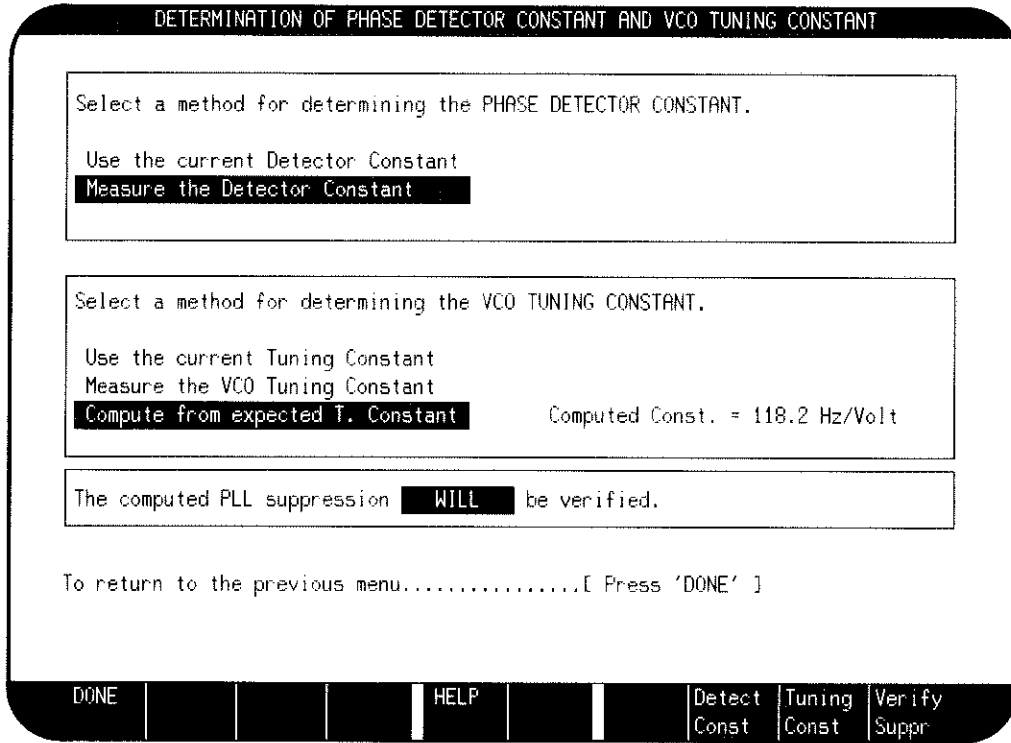 DETERMINATION OF PHASE DETECTOR CONSTANT AND VCO TUNING CONSTANT
Select a method for determining the PHASE DETECTOR CONSTANT.
Use the current Detector Constant
Measure the Detector Constant
Select a method for determining the VCO TUNING CONSTANT.
Use the current Tuning Constant
Measure the VCO Tuning Constant
Compute from expected T. Constant Computed Const. = 118.2 Hz/Volt
The computed PLL suppression WILL be verified.
To return to the previous menu................[ Press 'DONE' ]
DONE HELP Detect Tuning Verify
Const Const Suppr